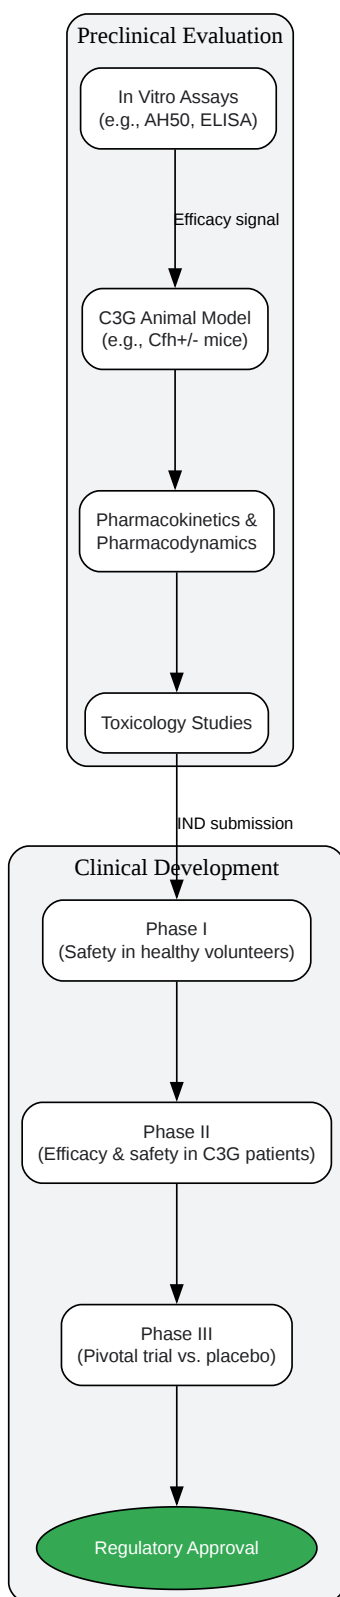 Preclinical Evaluation
In Vitro Assays
(e.g., AH50, ELISA)
Efficacy signal
C3G Animal Model
(e.g., Cfh+/- mice)
Pharmacokinetics &
Pharmacodynamics
Toxicology Studies
IND submission
Clinical Development
Phase I
(Safety in healthy volunteers)
Phase II
(Efficacy & safety in C3G patients)
Phase III
(Pivotal trial vs. placebo)
Regulatory Approval